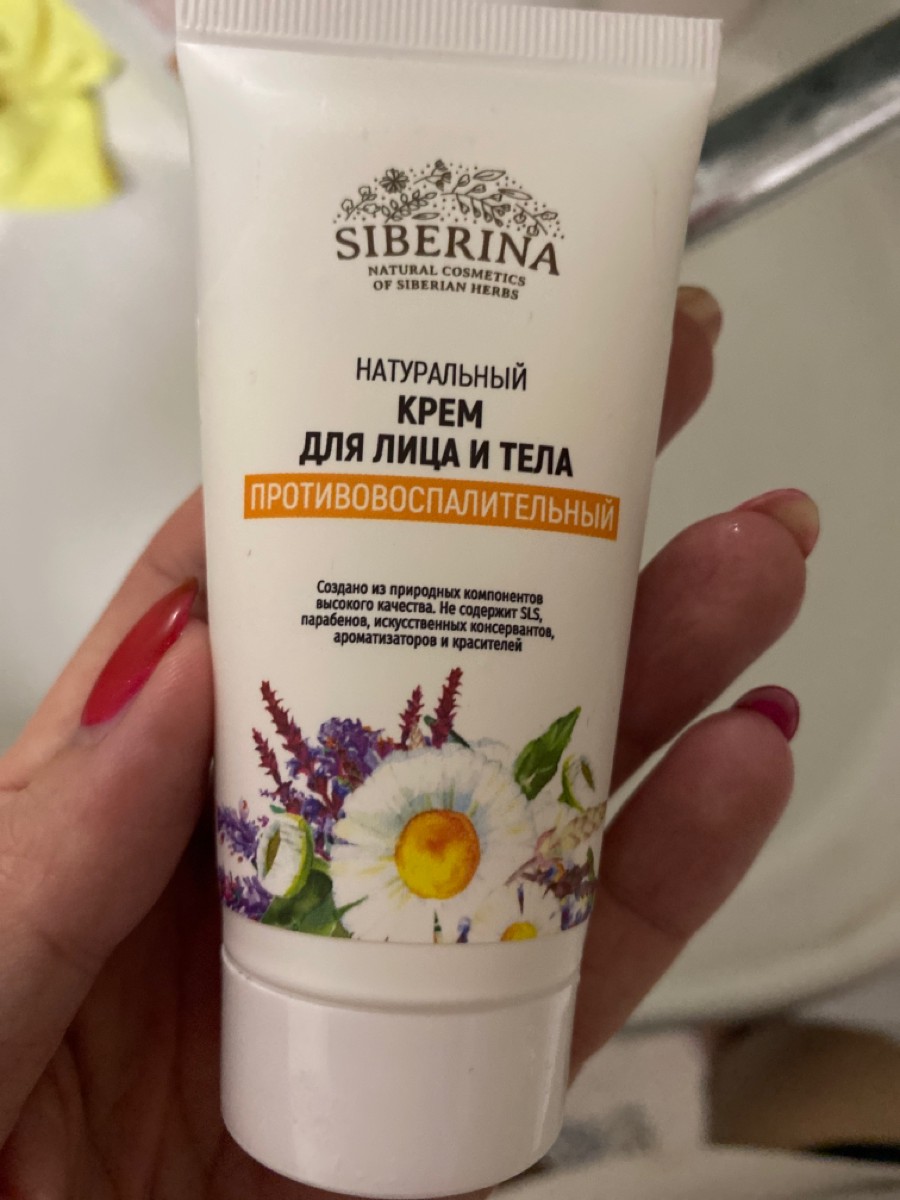 SIBERINA
NATURAL COSMETICS
OF SIBERIAN HERBS
НАТУРАЛЬНЫЙ
КРЕМ
ДЛЯ ЛИЦА И ТЕЛА
ПРОТИВОВОСПАЛИТЕЛЬНЫЙ
Создано из природных компонентов
высокого качества. Не содержит SLS,
парабенов, искусственных консервантов,
ароматизаторов и красителей